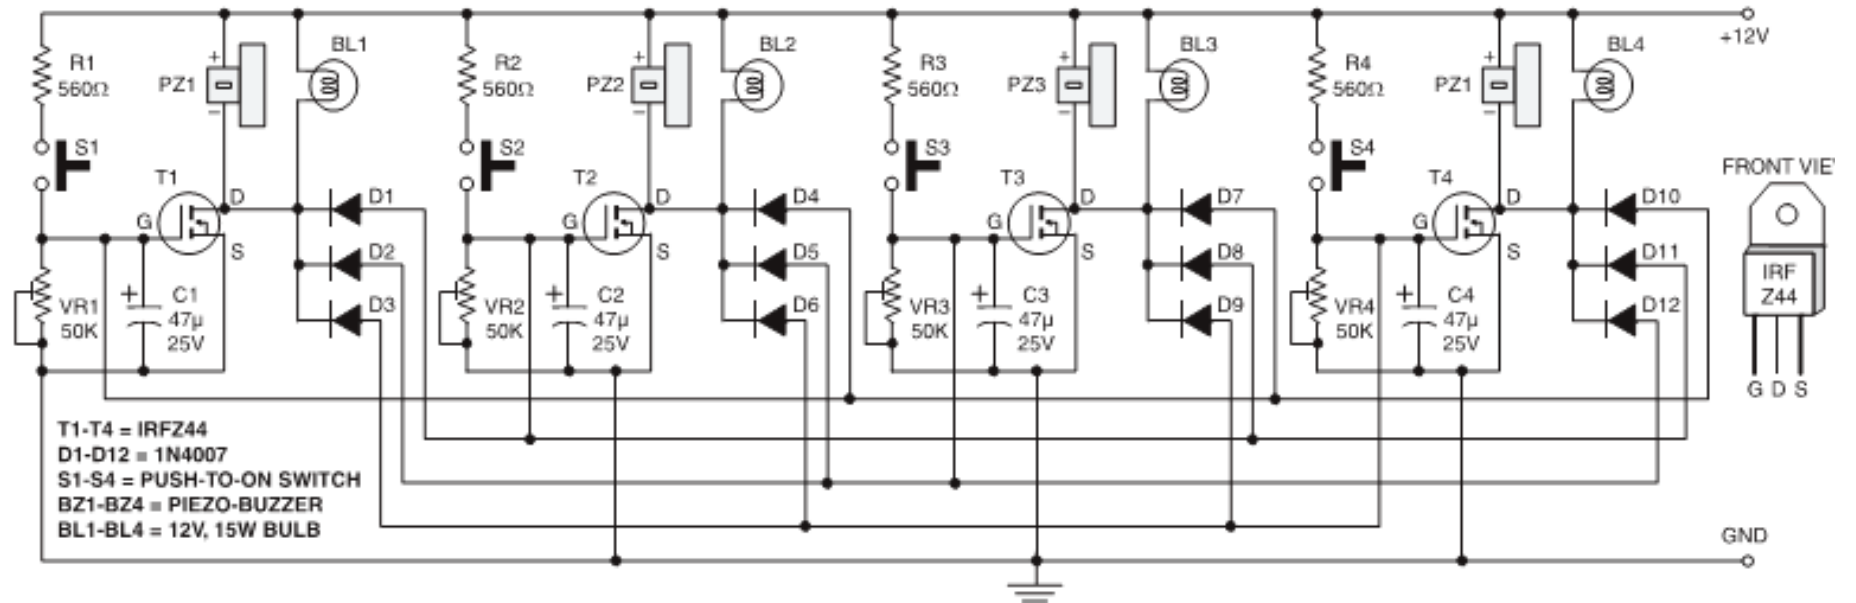 R1
560Ω
PZ1
+
−
BL1
S1
T1
D
G
S
D1
D2
D3
VR1
50K
+
C1
47µ
25V
R2
560Ω
PZ2
+
−
BL2
S2
T2
D
G
S
D4
D5
D6
VR2
50K
+
C2
47µ
25V
R3
560Ω
PZ3
+
−
BL3
S3
T3
D
G
S
D7
D8
D9
VR3
50K
+
C3
47µ
25V
R4
560Ω
PZ1
+
−
BL4
S4
T4
D
G
S
D10
D11
D12
VR4
50K
+
C4
47µ
25V
+12V
FRONT VIE
IRF
Z44
G D S
T1-T4 = IRFZ44
D1-D12 = 1N4007
S1-S4 = PUSH-TO-ON SWITCH
BZ1-BZ4 = PIEZO-BUZZER
BL1-BL4 = 12V, 15W BULB
GND